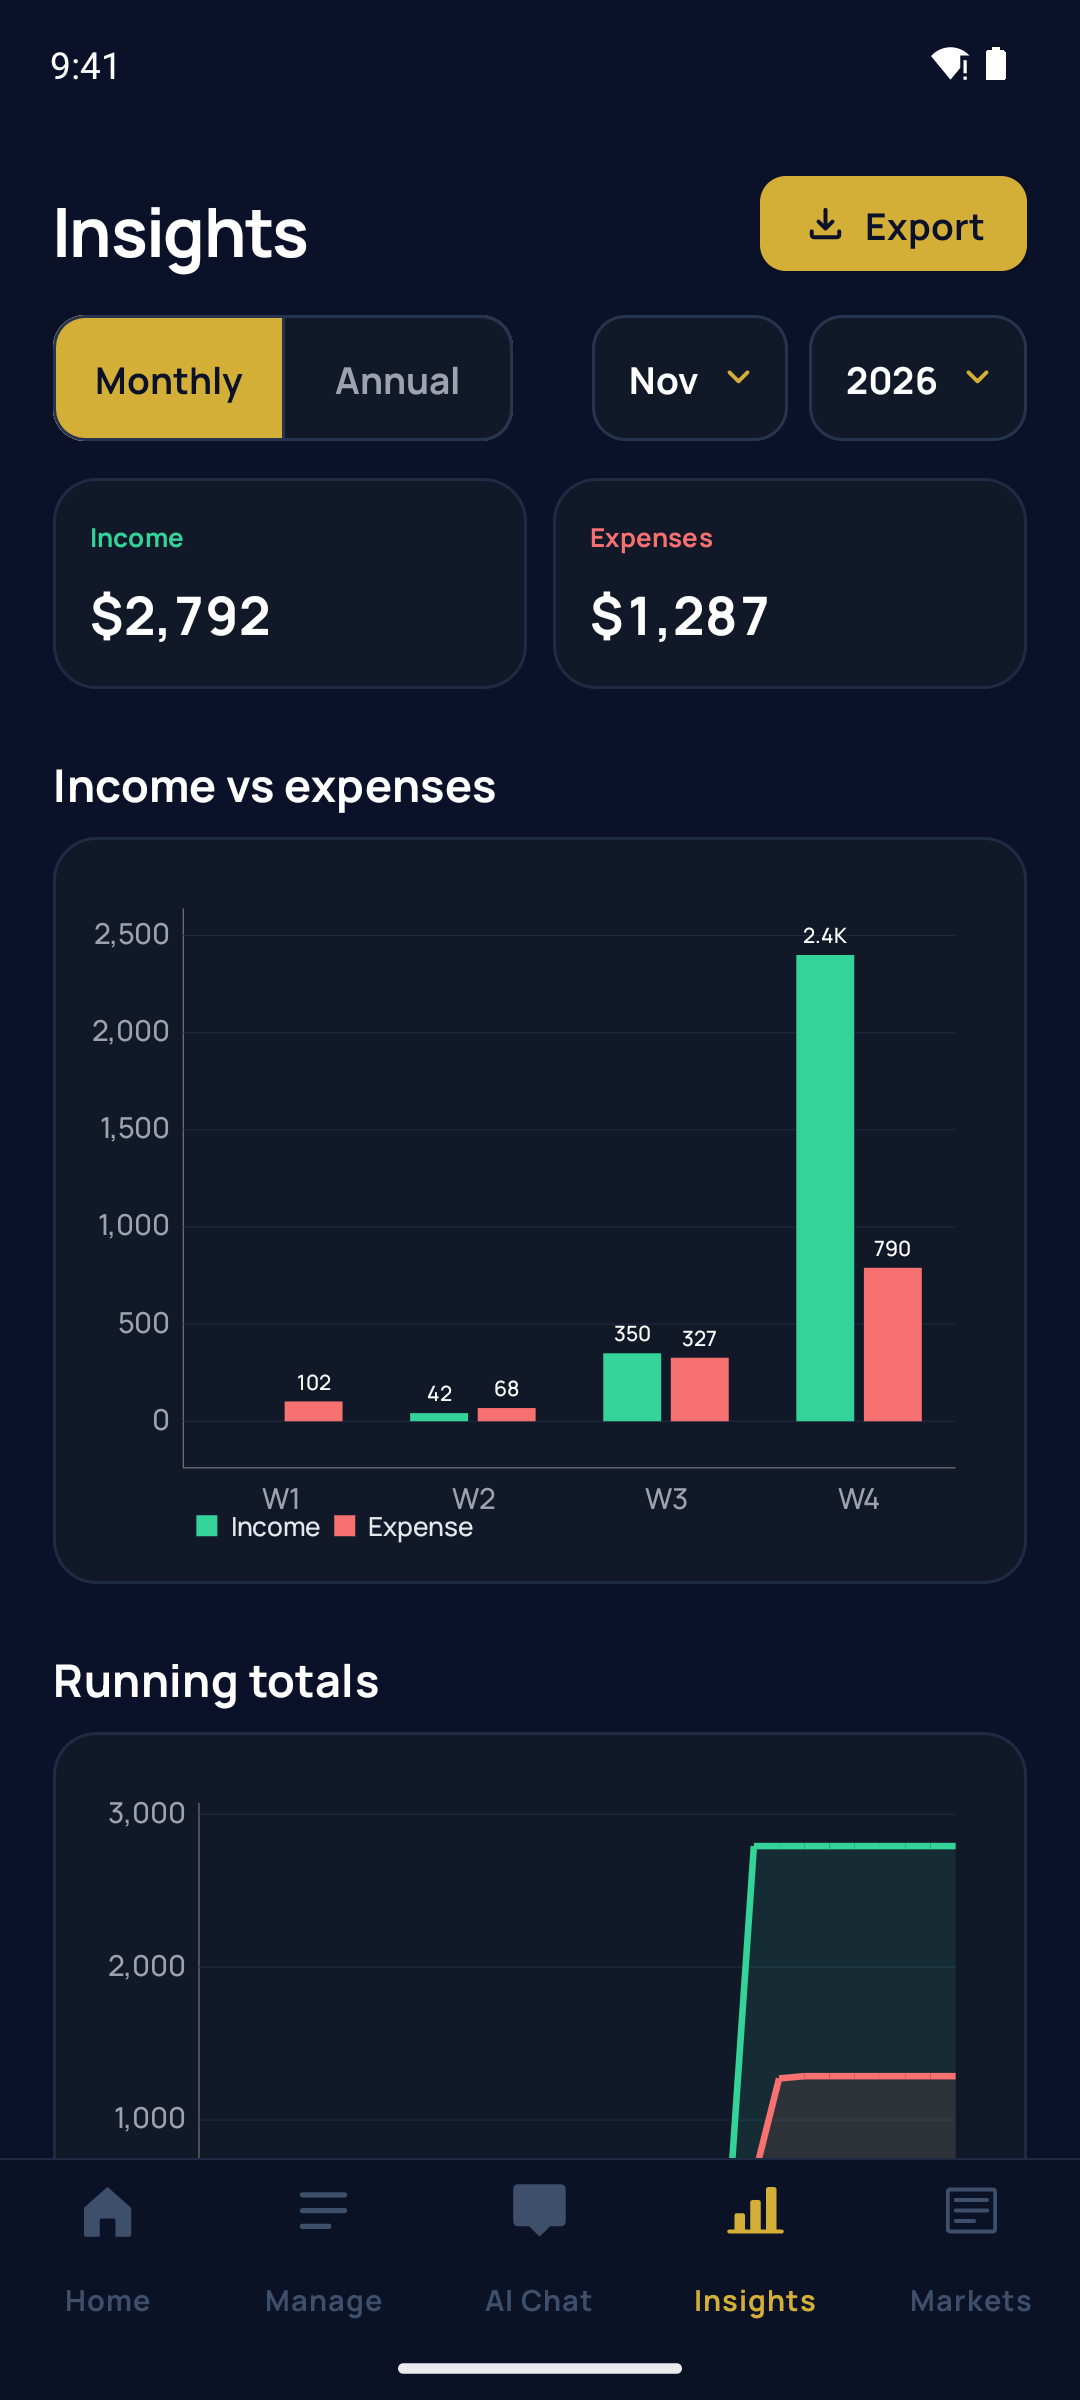 9:41
Insights
Export
Monthly
Annual
Nov
2026
Income
$2,792
Expenses
$1,287
Income vs expenses
2,500
2,000
1,500
1,000
500
0
102
42
68
350
327
2.4K
790
W1
W2
W3
W4
Income
Expense
Running totals
3,000
2,000
1,000
Home
Manage
AI Chat
Insights
Markets